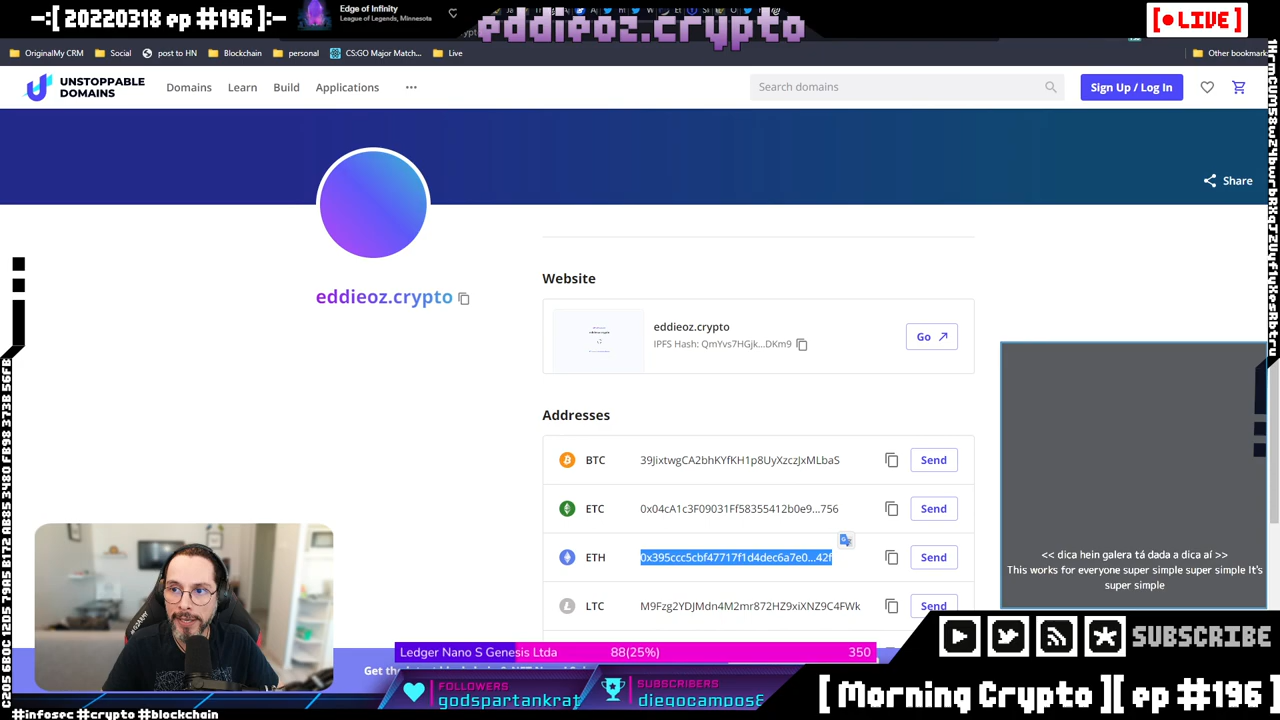 -:[ 20220318 ep #196 ]:-
Edge of Infinity
League of Legends, Minnesota
eddieoz.crypto
[ LIVE ]
OriginalMy CRM
Social
post to HN
Blockchain
personal
CS:GO Major Match...
Live
Other bookmark
UNSTOPPABLE
DOMAINS
Domains
Learn
Build
Applications
Search domains
Sign Up / Log In
Share
eddieoz.crypto
Website
eddieoz.crypto
IPFS Hash: QmYvs7HGjk...DKm9
Go
Addresses
BTC
39JixtwgCA2bhKYfKH1p8UyXzczJxMLbaS
Send
ETC
0x04cA1c3F09031Ff58355412b0e9...756
Send
ETH
0x395ccc5cbf47717f1d4dec6a7e0...42f
Send
LTC
M9Fzg2YDJMdn4M2mr872HZ9xiXNZ9C4FWk
Send
<< dica hein galera tá dada a dica aí >>
This works for everyone super simple super simple It's
super simple
Ledger Nano S Genesis Ltda
88(25%)
350
Get the
FOLLOWERS
godspartankrat
SUBSCRIBERS
diegocampos8
SUBSCRIBE
[ Morning Crypto ][ ep #196 ]
#infosec #crypto #blockchain